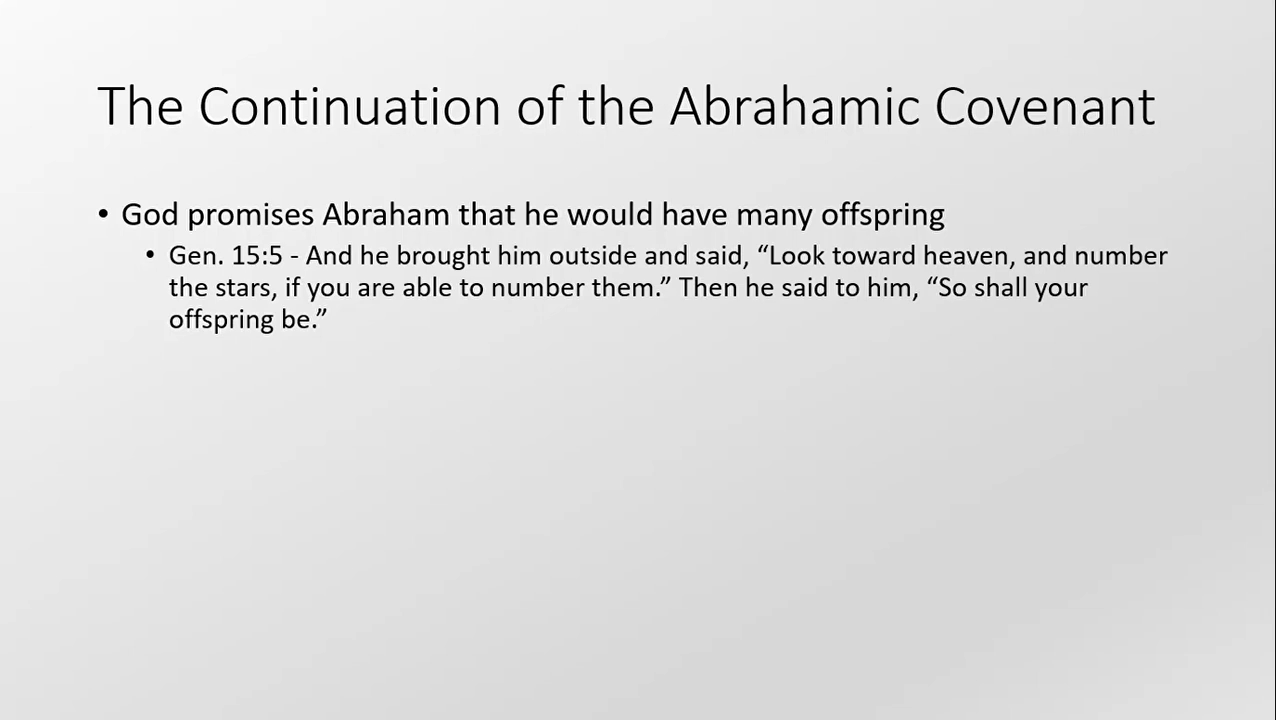 The Continuation of the Abrahamic Covenant
• God promises Abraham that he would have many offspring
• Gen. 15:5 - And he brought him outside and said, “Look toward heaven, and number
the stars, if you are able to number them.” Then he said to him, “So shall your
offspring be.”